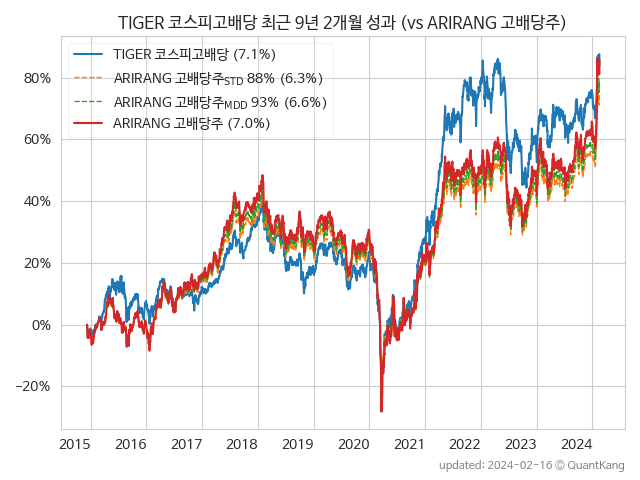 TIGER 코스피고배당 최근 9년 2개월 성과 (vs ARIRANG 고배당주)
TIGER 코스피고배당 (7.1%)
ARIRANG 고배당주STD 88% (6.3%)
ARIRANG 고배당주MDD 93% (6.6%)
ARIRANG 고배당주 (7.0%)
80%
60%
40%
20%
0%
−20%
2015 2016 2017 2018 2019 2020 2021 2022 2023 2024
updated: 2024-02-16 © QuantKang